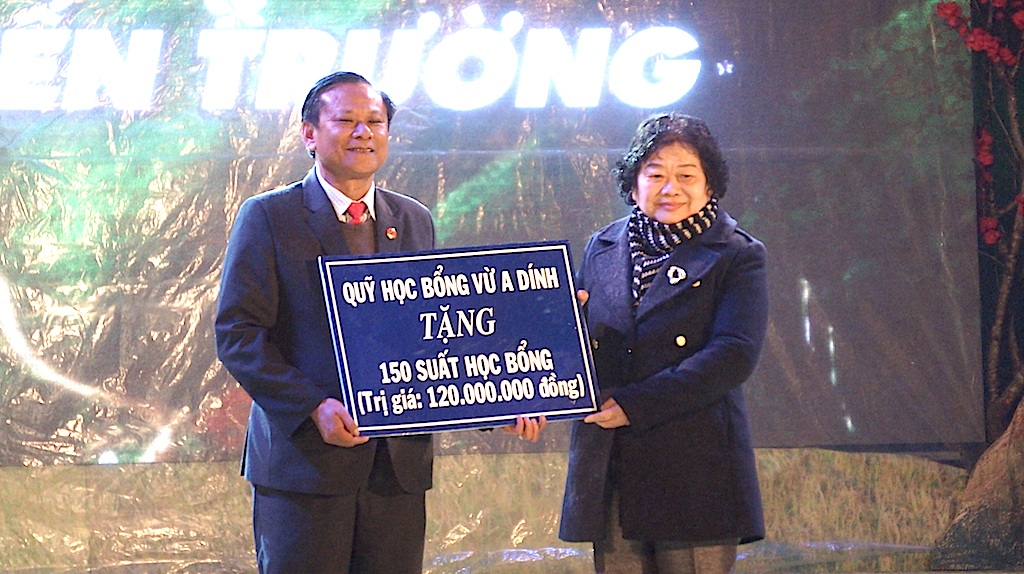 ẾN TRƯỜNG
QUỸ HỌC BỔNG VỪ A DÍNH
TẶNG
150 SUẤT HỌC BỔNG
(Trị giá: 120.000.000 đồng)